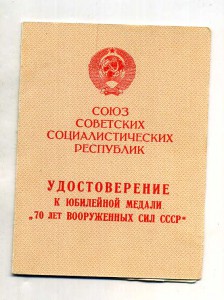 СОЮЗ
СОВЕТСКИХ
СОЦИАЛИСТИЧЕСКИХ
РЕСПУБЛИК
УДОСТОВЕРЕНИЕ
К ЮБИЛЕЙНОЙ МЕДАЛИ
„70 ЛЕТ ВООРУЖЕННЫХ СИЛ СССР“